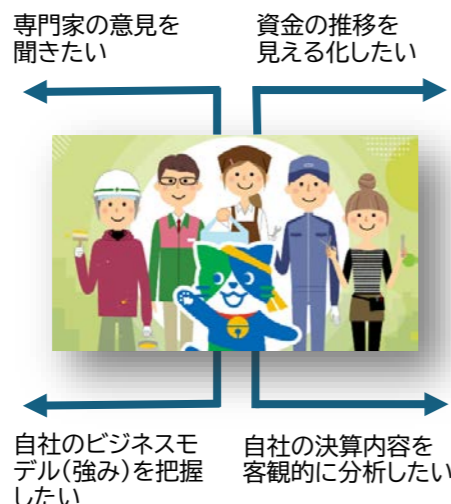 専門家の意見を
聞きたい
資金の推移を
見える化したい
自社のビジネスモ
デル(強み)を把握
したい
自社の決算内容を
客観的に分析したい